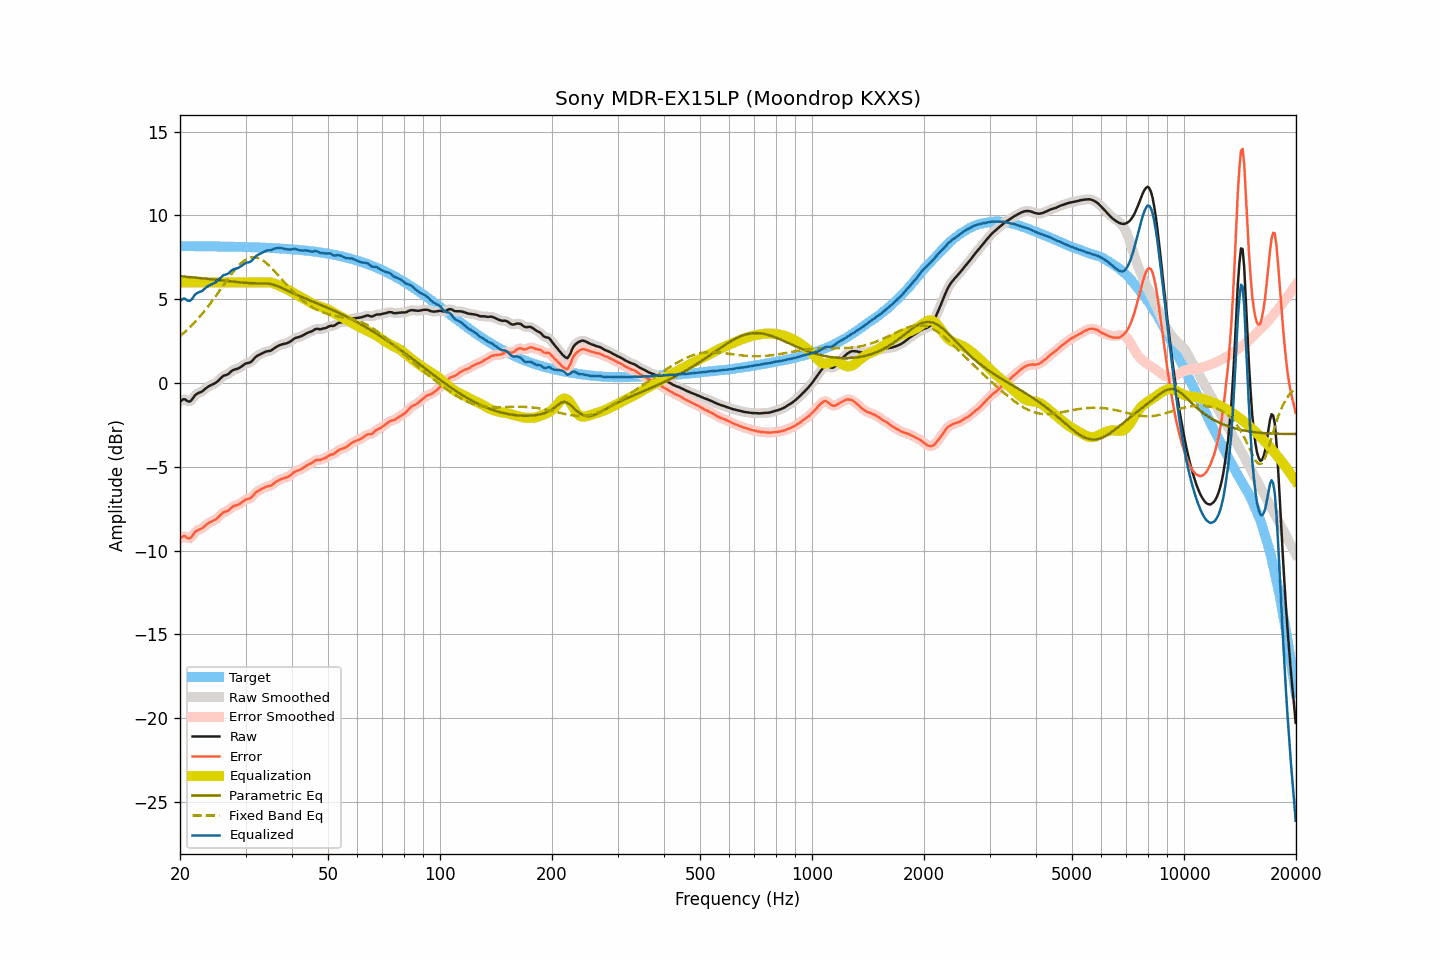 Sony MDR-EX15LP (Moondrop KXXS)
15
10
5
0
−5
−10
−15
−20
−25
Amplitude (dBr)
Target
Raw Smoothed
Error Smoothed
Raw
Error
Equalization
Parametric Eq
Fixed Band Eq
Equalized
20 50 100 200 500 1000 2000 5000 10000 20000
Frequency (Hz)